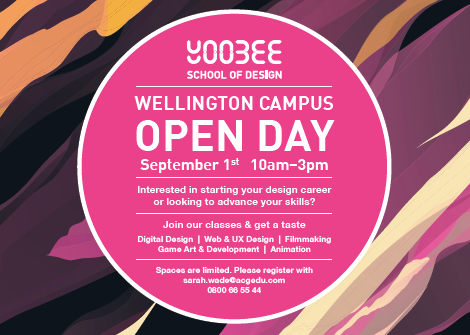 YOOBEE
SCHOOL OF DESIGN
WELLINGTON CAMPUS
OPEN DAY
September 1st 10am–3pm
Interested in starting your design career
or looking to advance your skills?
Join our classes & get a taste
Digital Design | Web & UX Design | Filmmaking
Game Art & Development | Animation
Spaces are limited. Please register with
sarah.wade@acgedu.com
0800 66 55 44